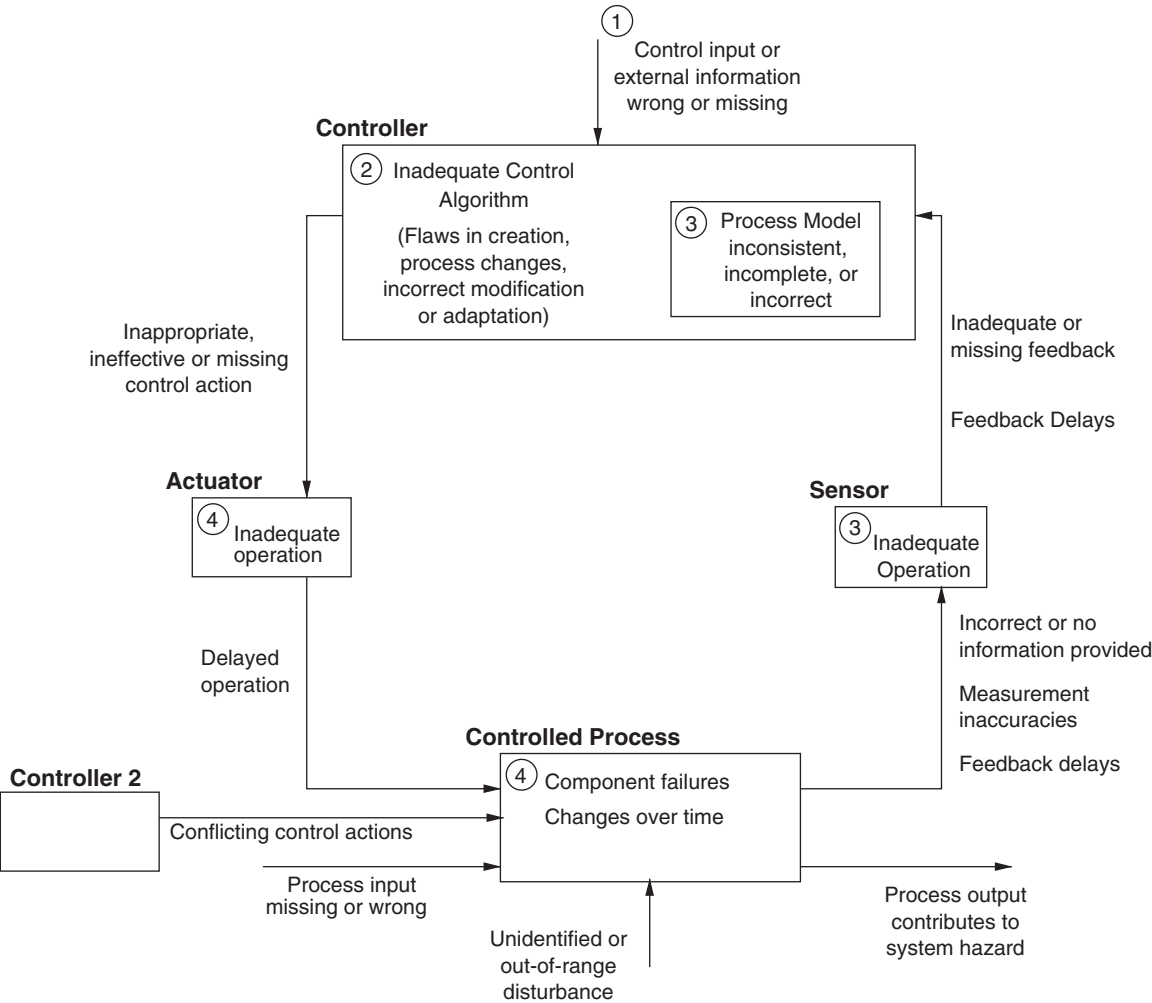 1
Control input or
external information
wrong or missing
Controller
2
Inadequate Control
Algorithm
(Flaws in creation,
process changes,
incorrect modification
or adaptation)
3
Process Model
inconsistent,
incomplete, or
incorrect
Inappropriate,
ineffective or missing
control action
Inadequate or
missing feedback
Feedback Delays
Actuator
4
Inadequate
operation
Sensor
3
Inadequate
Operation
Delayed
operation
Incorrect or no
information provided
Measurement
inaccuracies
Feedback delays
Controlled Process
4
Component failures
Changes over time
Controller 2
Conflicting control actions
Process input
missing or wrong
Unidentified or
out-of-range
disturbance
Process output
contributes to
system hazard